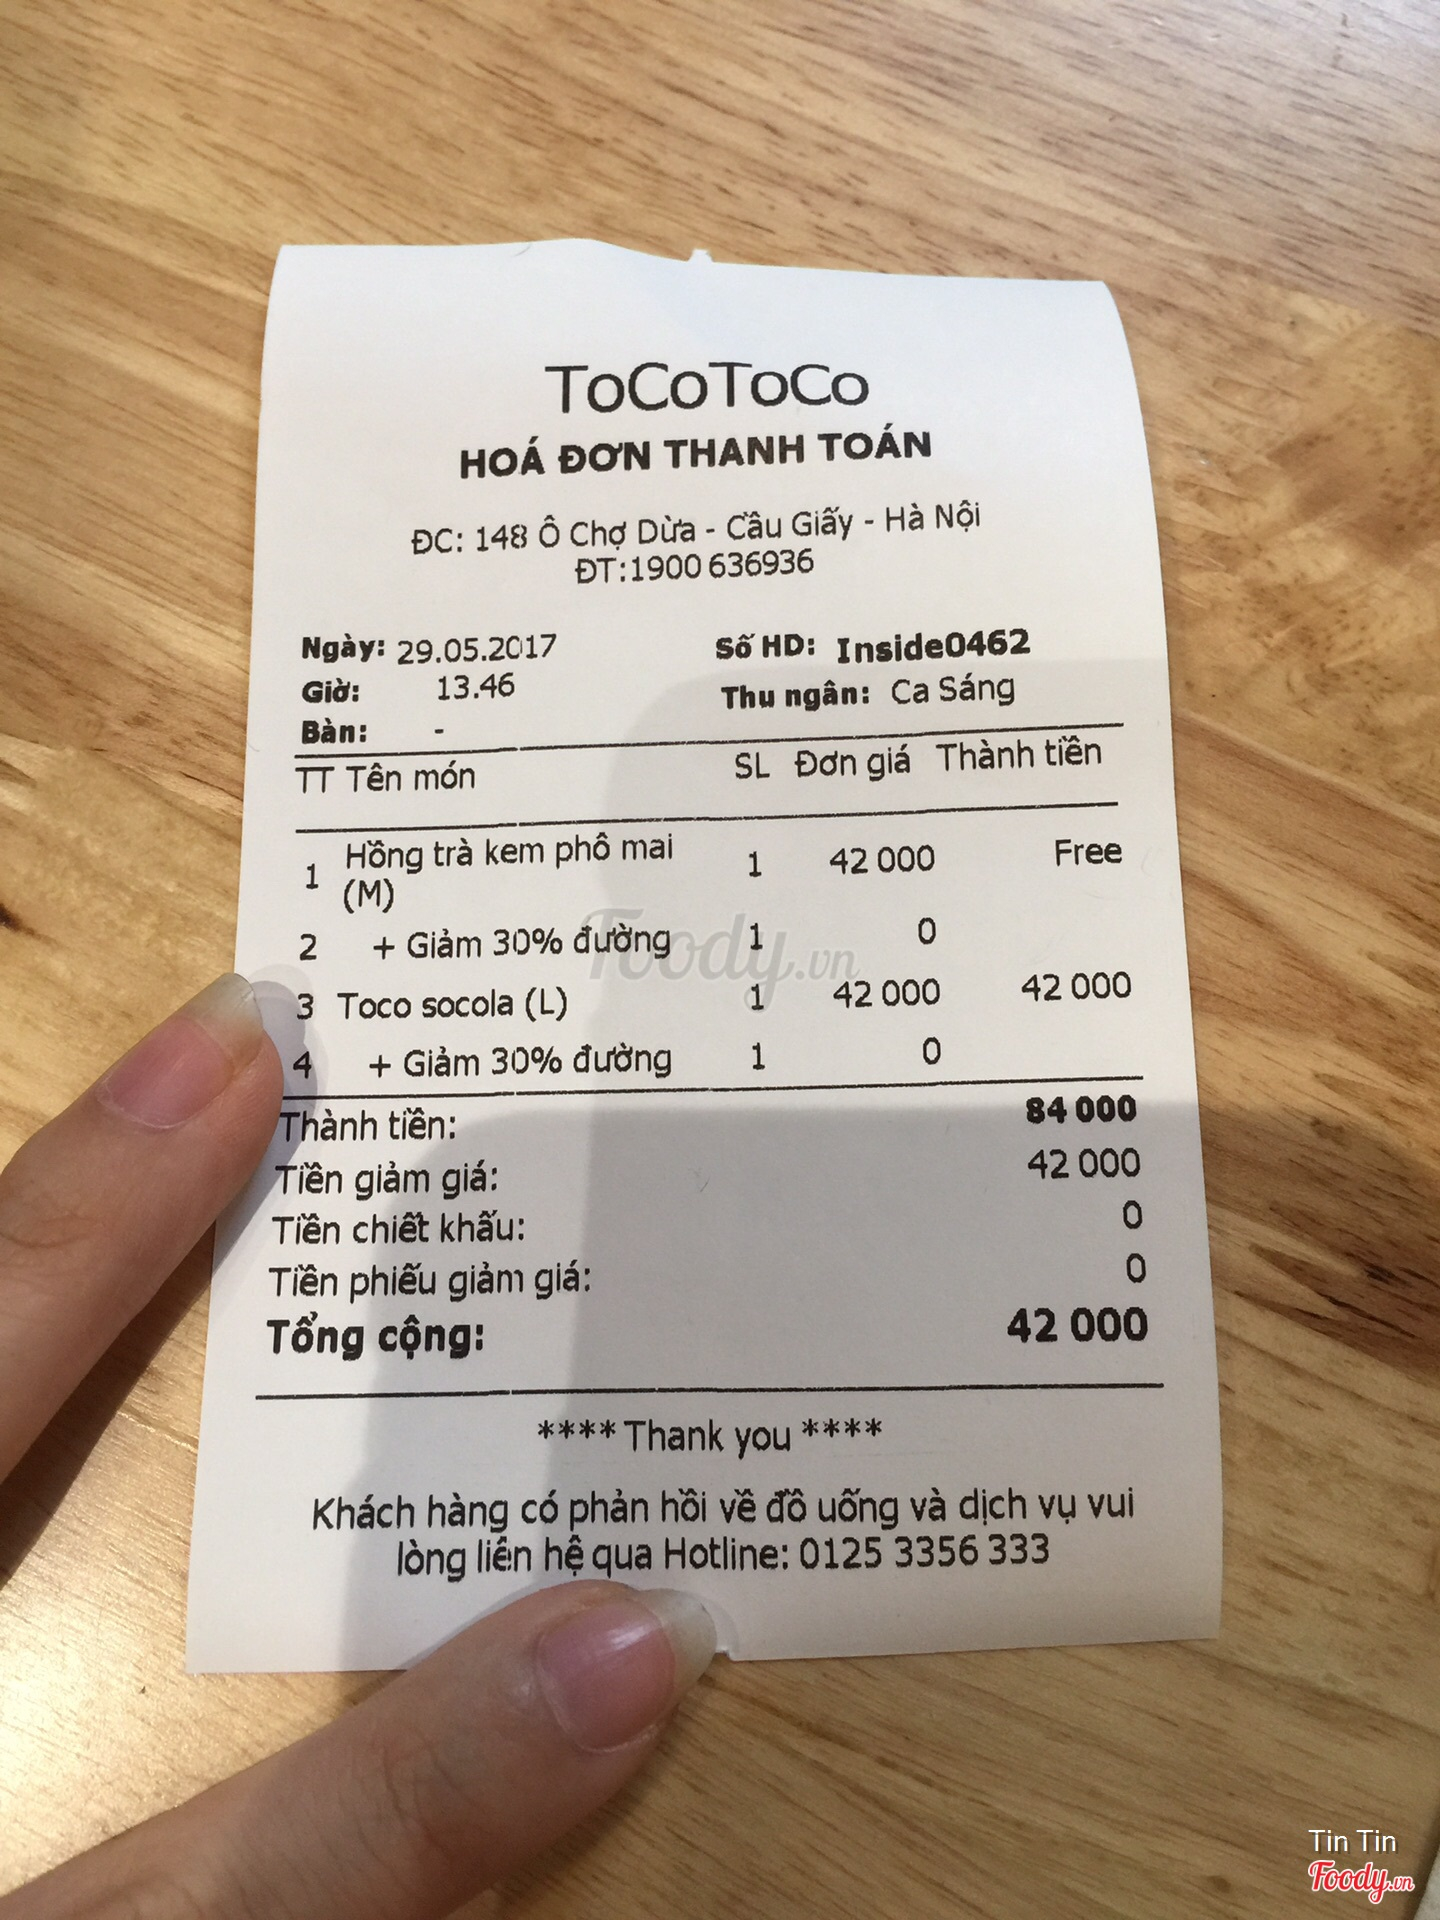 ToCoToCo
HOÁ ĐƠN THANH TOÁN
ĐC: 148 Ô Chợ Dừa - Cầu Giấy - Hà Nội
ĐT:1900 636936
Ngày: 29.05.2017 Số HD: Inside0462
Giờ: 13.46 Thu ngân: Ca Sáng
Bàn: -
TT Tên món SL Đơn giá Thành tiền
1 Hồng trà kem phô mai 1 42 000 Free
(M)
2 + Giảm 30% đường 1 0
3 Toco socola (L) 1 42 000 42 000
4 + Giảm 30% đường 1 0
Thành tiền: 84 000
Tiền giảm giá: 42 000
Tiền chiết khấu: 0
Tiền phiếu giảm giá: 0
Tổng cộng: 42 000
**** Thank you ****
Khách hàng có phản hồi về đồ uống và dịch vụ vui
lòng liên hệ qua Hotline: 0125 3356 333
Foody.vn
Tin Tin
Foody.vn